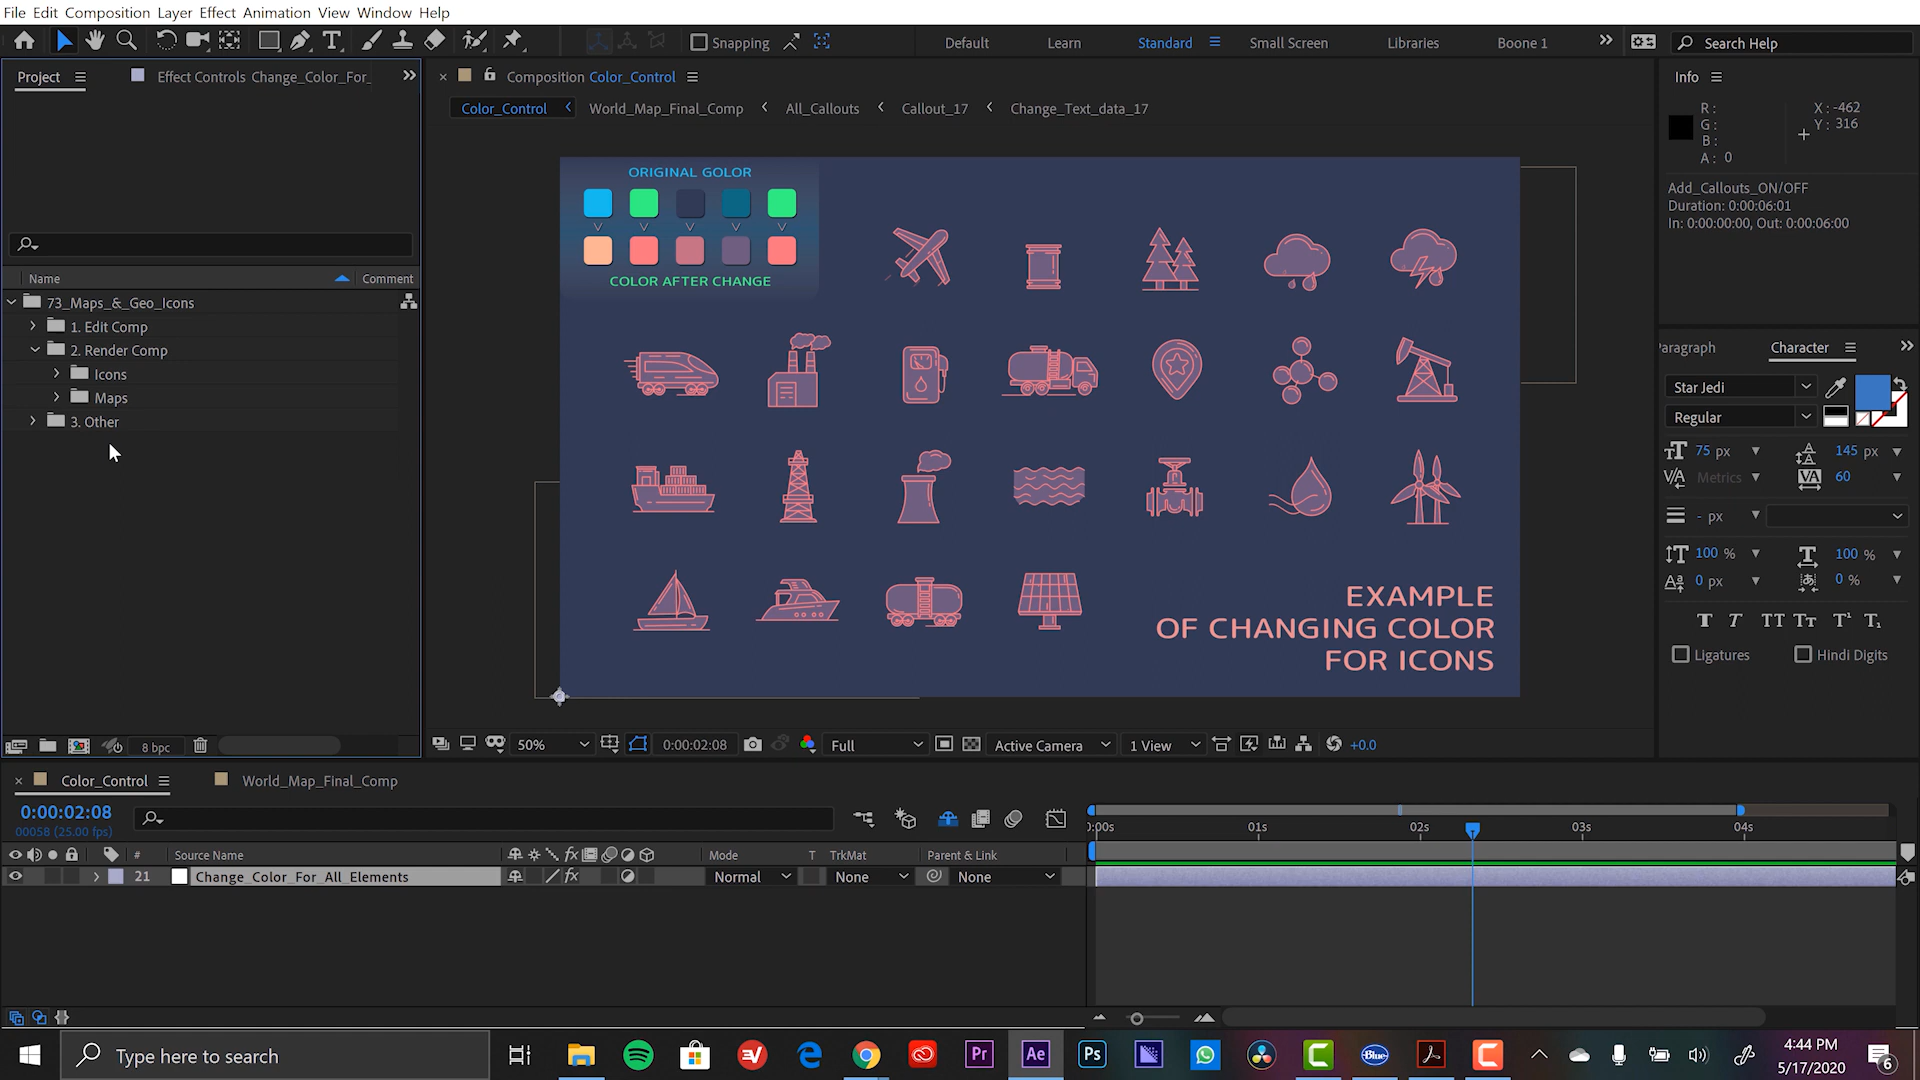 File Edit Composition Layer Effect Animation View Window Help
Snapping
Default
Learn
Standard
Small Screen
Libraries
Boone 1
Search Help
Project
Effect Controls Change_Color_For_
Composition Color_Control
Info
Color_Control
World_Map_Final_Comp
All_Callouts
Callout_17
Change_Text_data_17
R :
G :
B :
A : 0
X : -462
Y : 316
ORIGINAL GOLOR
COLOR AFTER CHANGE
Add_Callouts_ON/OFF
Duration: 0:00:06:01
In: 0:00:00:00, Out: 0:00:06:00
Name
Comment
73_Maps_&_Geo_Icons
1. Edit Comp
2. Render Comp
Icons
Maps
3. Other
aragraph
Character
Star Jedi
Regular
75 px
145 px
Metrics
60
- px
100 %
100 %
0 px
0 %
Ligatures
Hindi Digits
EXAMPLE
OF CHANGING COLOR
FOR ICONS
8 bpc
50%
0:00:02:08
Full
Active Camera
1 View
+0.0
Color_Control
World_Map_Final_Comp
0:00:02:08
00058 (25.00 fps)
:00s
01s
02s
03s
04s
#
Source Name
Mode
T
TrkMat
Parent & Link
21
Change_Color_For_All_Elements
Normal
None
None
Type here to search
Pr
Ae
Ps
Blue
4:44 PM
5/17/2020
6